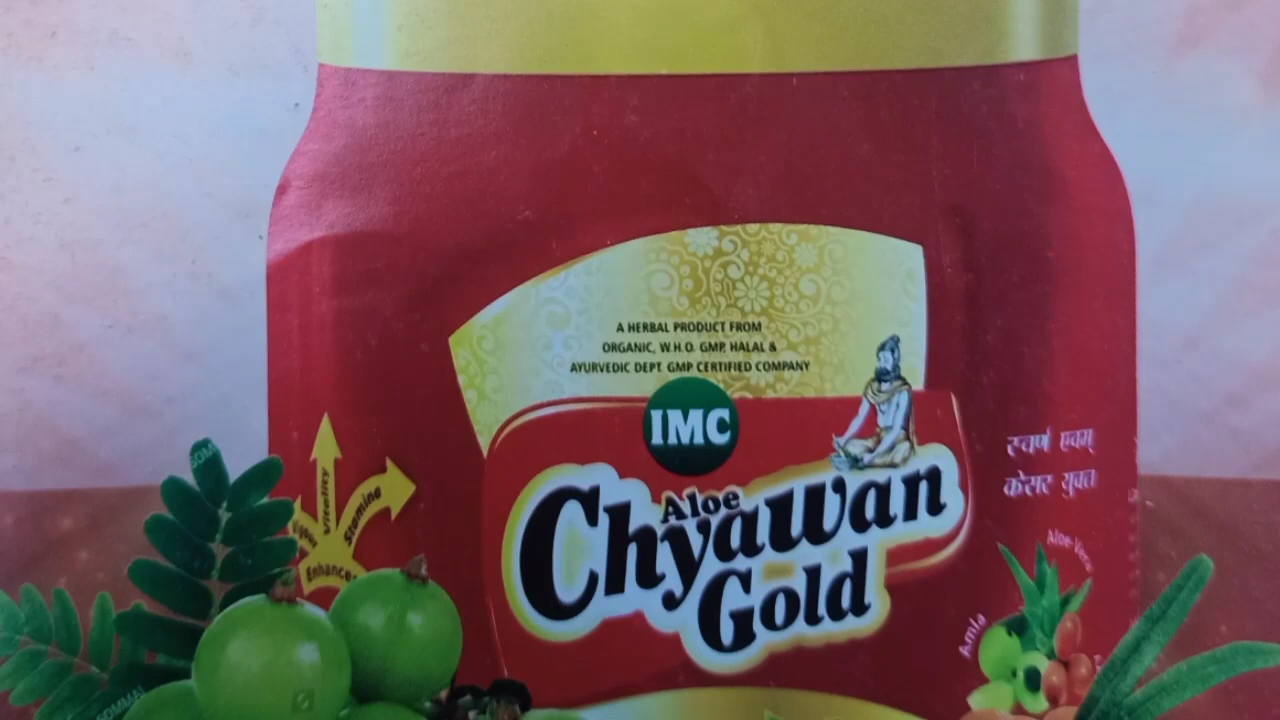 A HERBAL PRODUCT FROM
ORGANIC, W.H.O. GMP, HALAL &
AYURVEDIC DEPT. GMP CERTIFIED COMPANY
IMC
Aloe
Chyawan
Gold
स्वर्ण एवम्
केसर युक्त
Vigour
Vitality
Stamina
Enhancer
Aloe-Vera
Amla